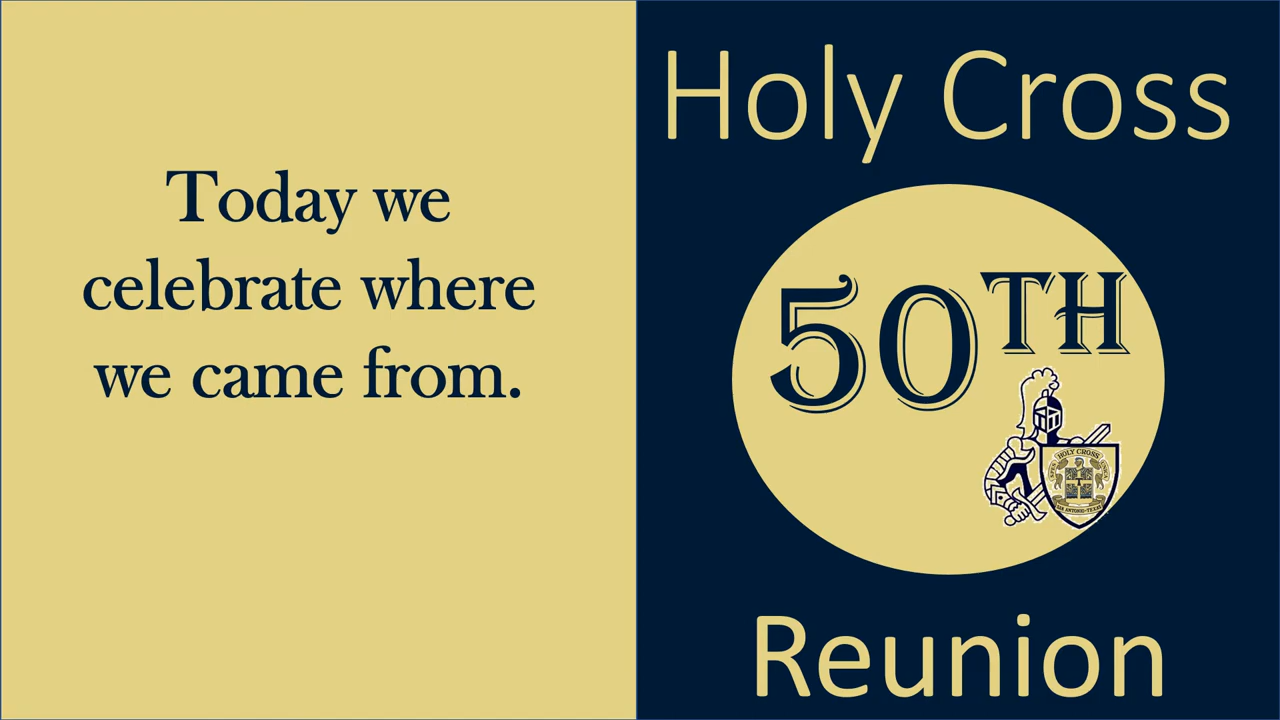 Today we
celebrate where
we came from.
Holy Cross
50TH
HOLY CROSS
SAN ANTONIO-TEXAS
Reunion